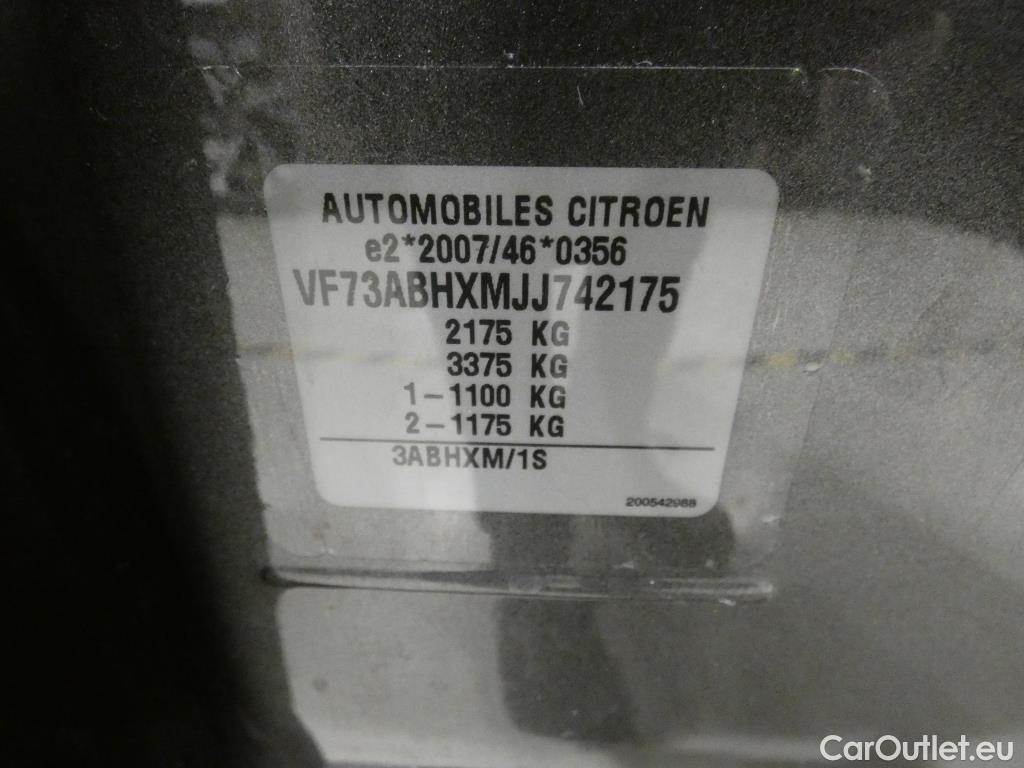 AUTOMOBILES CITROEN
e2*2007/46*0356
VF73ABHXMJJ742175
2175 KG
3375 KG
1-1100 KG
2-1175 KG
3ABHXM/1S
200542988
CarOutlet.eu